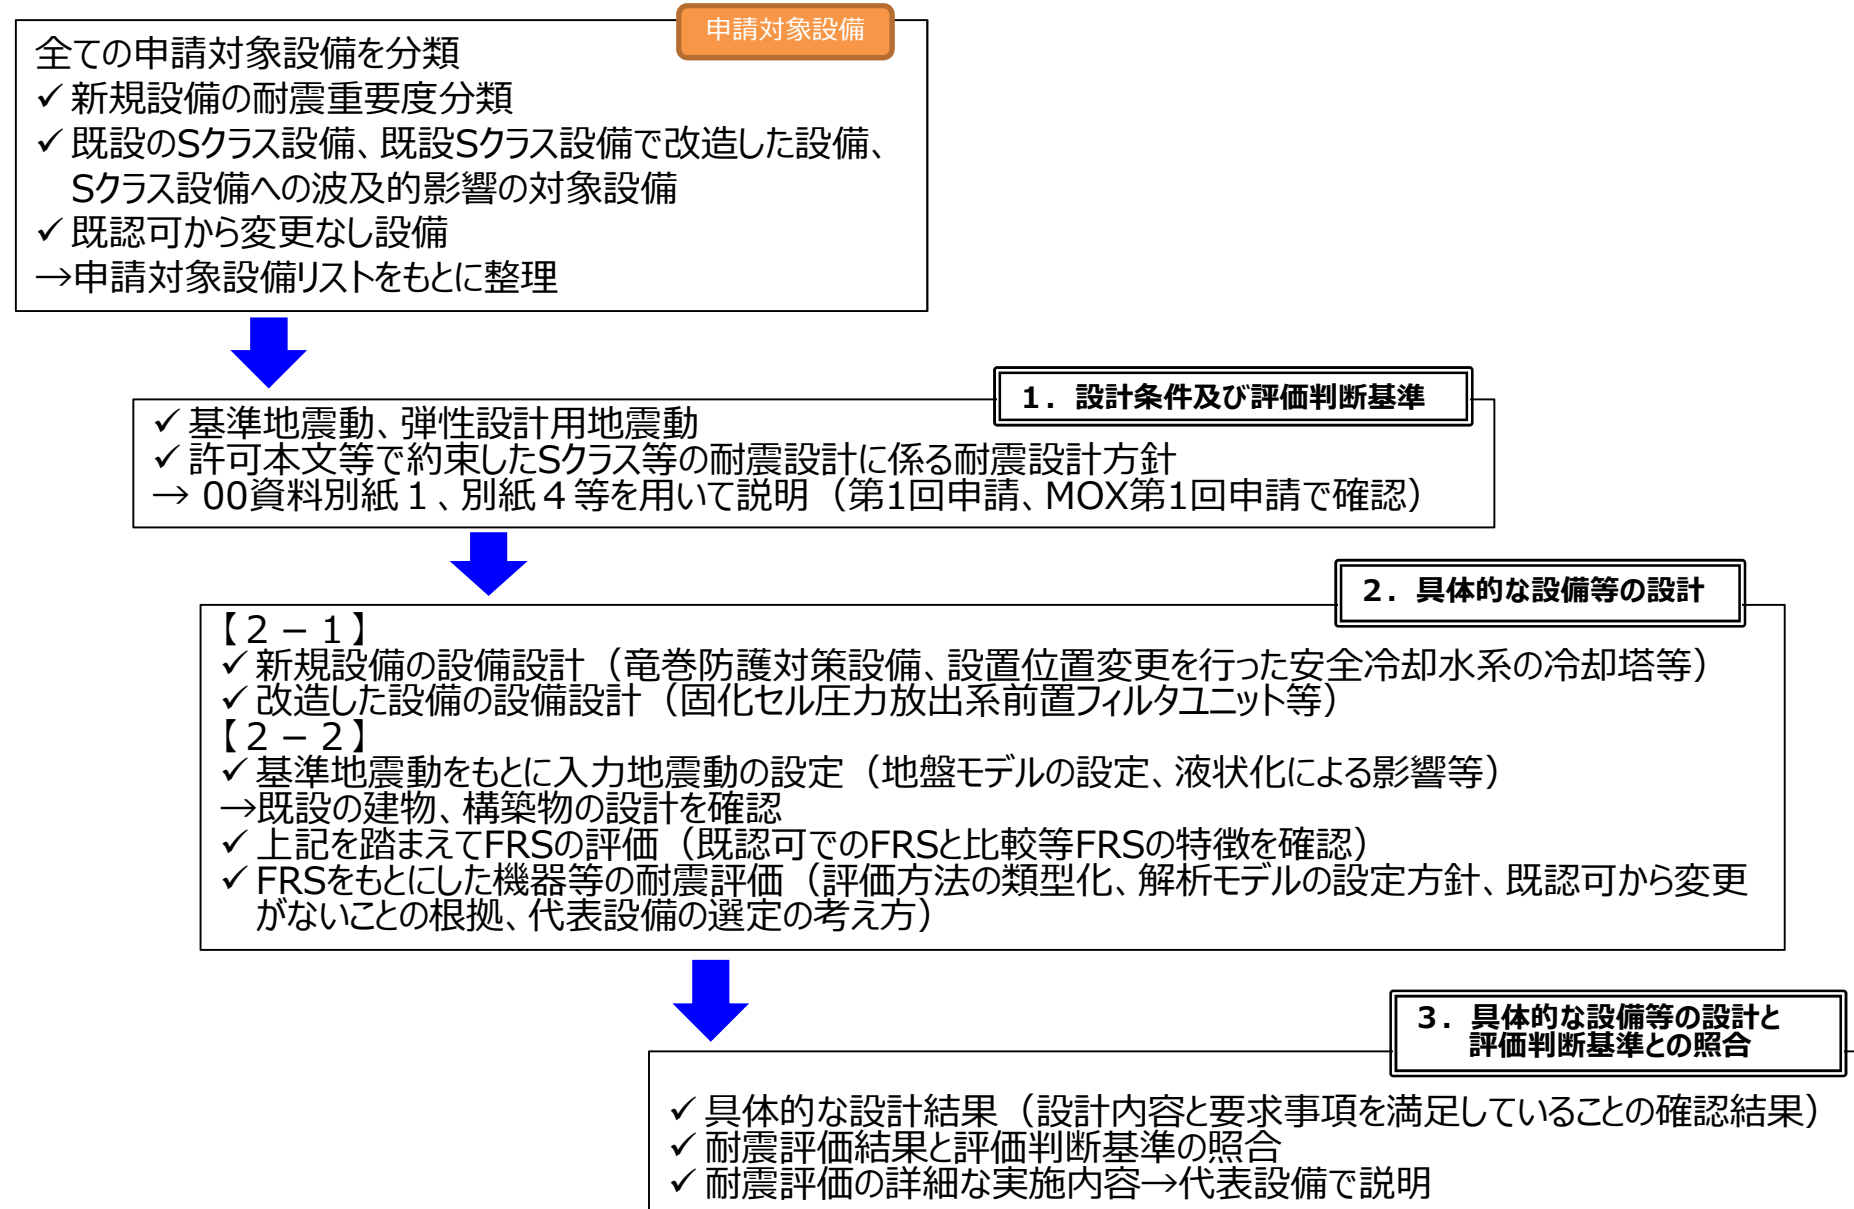 申請対象設備
全ての申請対象設備を分類
✓新規設備の耐震重要度分類
✓既設のSクラス設備、既設Sクラス設備で改造した設備、
Sクラス設備への波及的影響の対象設備
✓既認可から変更なし設備
→申請対象設備リストをもとに整理
1．設計条件及び評価判断基準
✓基準地震動、弾性設計用地震動
✓許可本文等で約束したSクラス等の耐震設計に係る耐震設計方針
→ 00資料別紙１、別紙４等を用いて説明（第1回申請、MOX第1回申請で確認）
2．具体的な設備等の設計
【２－１】
✓新規設備の設備設計（竜巻防護対策設備、設置位置変更を行った安全冷却水系の冷却塔等）
✓改造した設備の設備設計（固化セル圧力放出系前置フィルタユニット等）
【２－２】
✓基準地震動をもとに入力地震動の設定（地盤モデルの設定、液状化による影響等）
→既設の建物、構築物の設計を確認
✓上記を踏まえてFRSの評価（既認可でのFRSと比較等FRSの特徴を確認）
✓FRSをもとにした機器等の耐震評価（評価方法の類型化、解析モデルの設定方針、既認可から変更
がないことの根拠、代表設備の選定の考え方）
3．具体的な設備等の設計と
評価判断基準との照合
✓具体的な設計結果（設計内容と要求事項を満足していることの確認結果）
✓耐震評価結果と評価判断基準の照合
✓耐震評価の詳細な実施内容→代表設備で説明